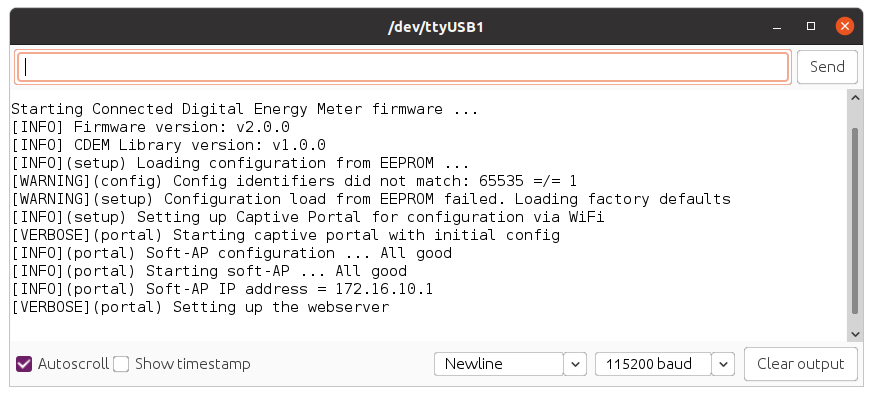 /dev/ttyUSB1
Send
Starting Connected Digital Energy Meter firmware ...
[INFO] Firmware version: v2.0.0
[INFO] CDEM Library version: v1.0.0
[INFO](setup) Loading configuration from EEPROM ...
[WARNING](config) Config identifiers did not match: 65535 =/= 1
[WARNING](setup) Configuration load from EEPROM failed. Loading factory defaults
[INFO](setup) Setting up Captive Portal for configuration via WiFi
[VERBOSE](portal) Starting captive portal with initial config
[INFO](portal) Soft-AP configuration ... All good
[INFO](portal) Starting soft-AP ... All good
[INFO](portal) Soft-AP IP address = 172.16.10.1
[VERBOSE](portal) Setting up the webserver
Autoscroll Show timestamp Newline 115200 baud Clear output